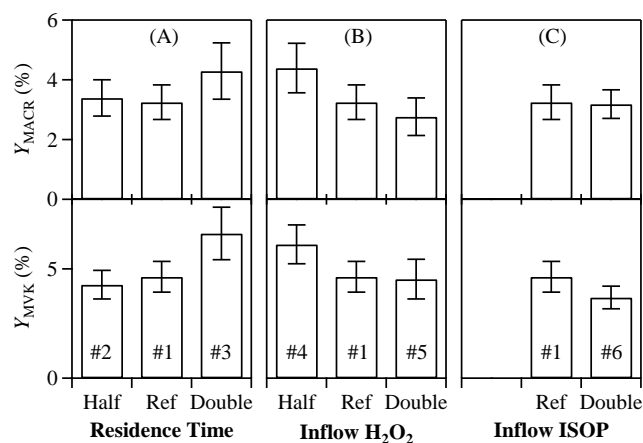 6
(A)
(B)
(C)
Y_MACR (%)
4
2
0
Y_MVK (%)
5
#2 #1 #3
#4 #1 #5
#1 #6
0
Half Ref Double
Half Ref Double
Ref Double
Residence Time
Inflow H₂O₂
Inflow ISOP